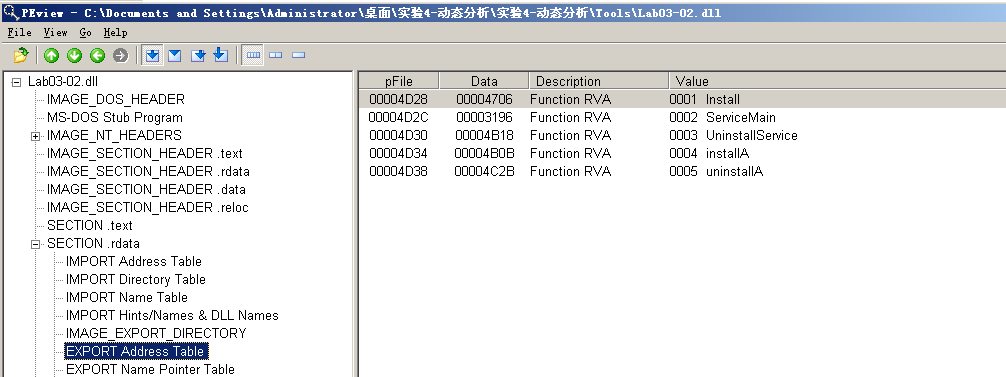 PEview - C:\Documents and Settings\Administrator\桌面\实验4-动态分析\实验4-动态分析\Tools\Lab03-02.dll
File View Go Help
pFile Data Description Value
Lab03-02.dll
IMAGE_DOS_HEADER
MS-DOS Stub Program
IMAGE_NT_HEADERS
IMAGE_SECTION_HEADER .text
IMAGE_SECTION_HEADER .rdata
IMAGE_SECTION_HEADER .data
IMAGE_SECTION_HEADER .reloc
SECTION .text
SECTION .rdata
IMPORT Address Table
IMPORT Directory Table
IMPORT Name Table
IMPORT Hints/Names & DLL Names
IMAGE_EXPORT_DIRECTORY
EXPORT Address Table
EXPORT Name Pointer Table
00004D28 00004706 Function RVA 0001 Install
00004D2C 00003196 Function RVA 0002 ServiceMain
00004D30 00004B18 Function RVA 0003 UninstallService
00004D34 00004B0B Function RVA 0004 installA
00004D38 00004C2B Function RVA 0005 uninstallA